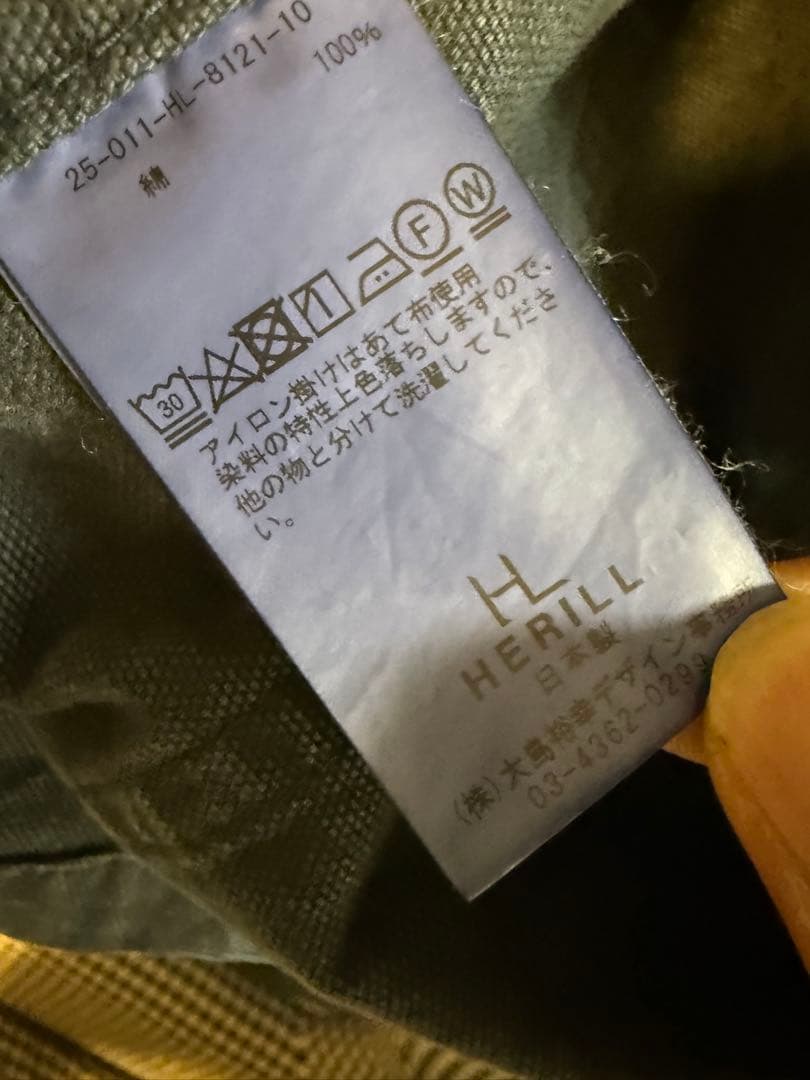 25-011-HL-8121-10
綿 100%
30 F W
アイロン掛けはあて布使用
染料の特性上色落ちしますので、
他の物と分けて洗濯してくださ
い。
HL
HERILL
日本製
(株)大島裕幸デザイン事務所
03-4362-0299